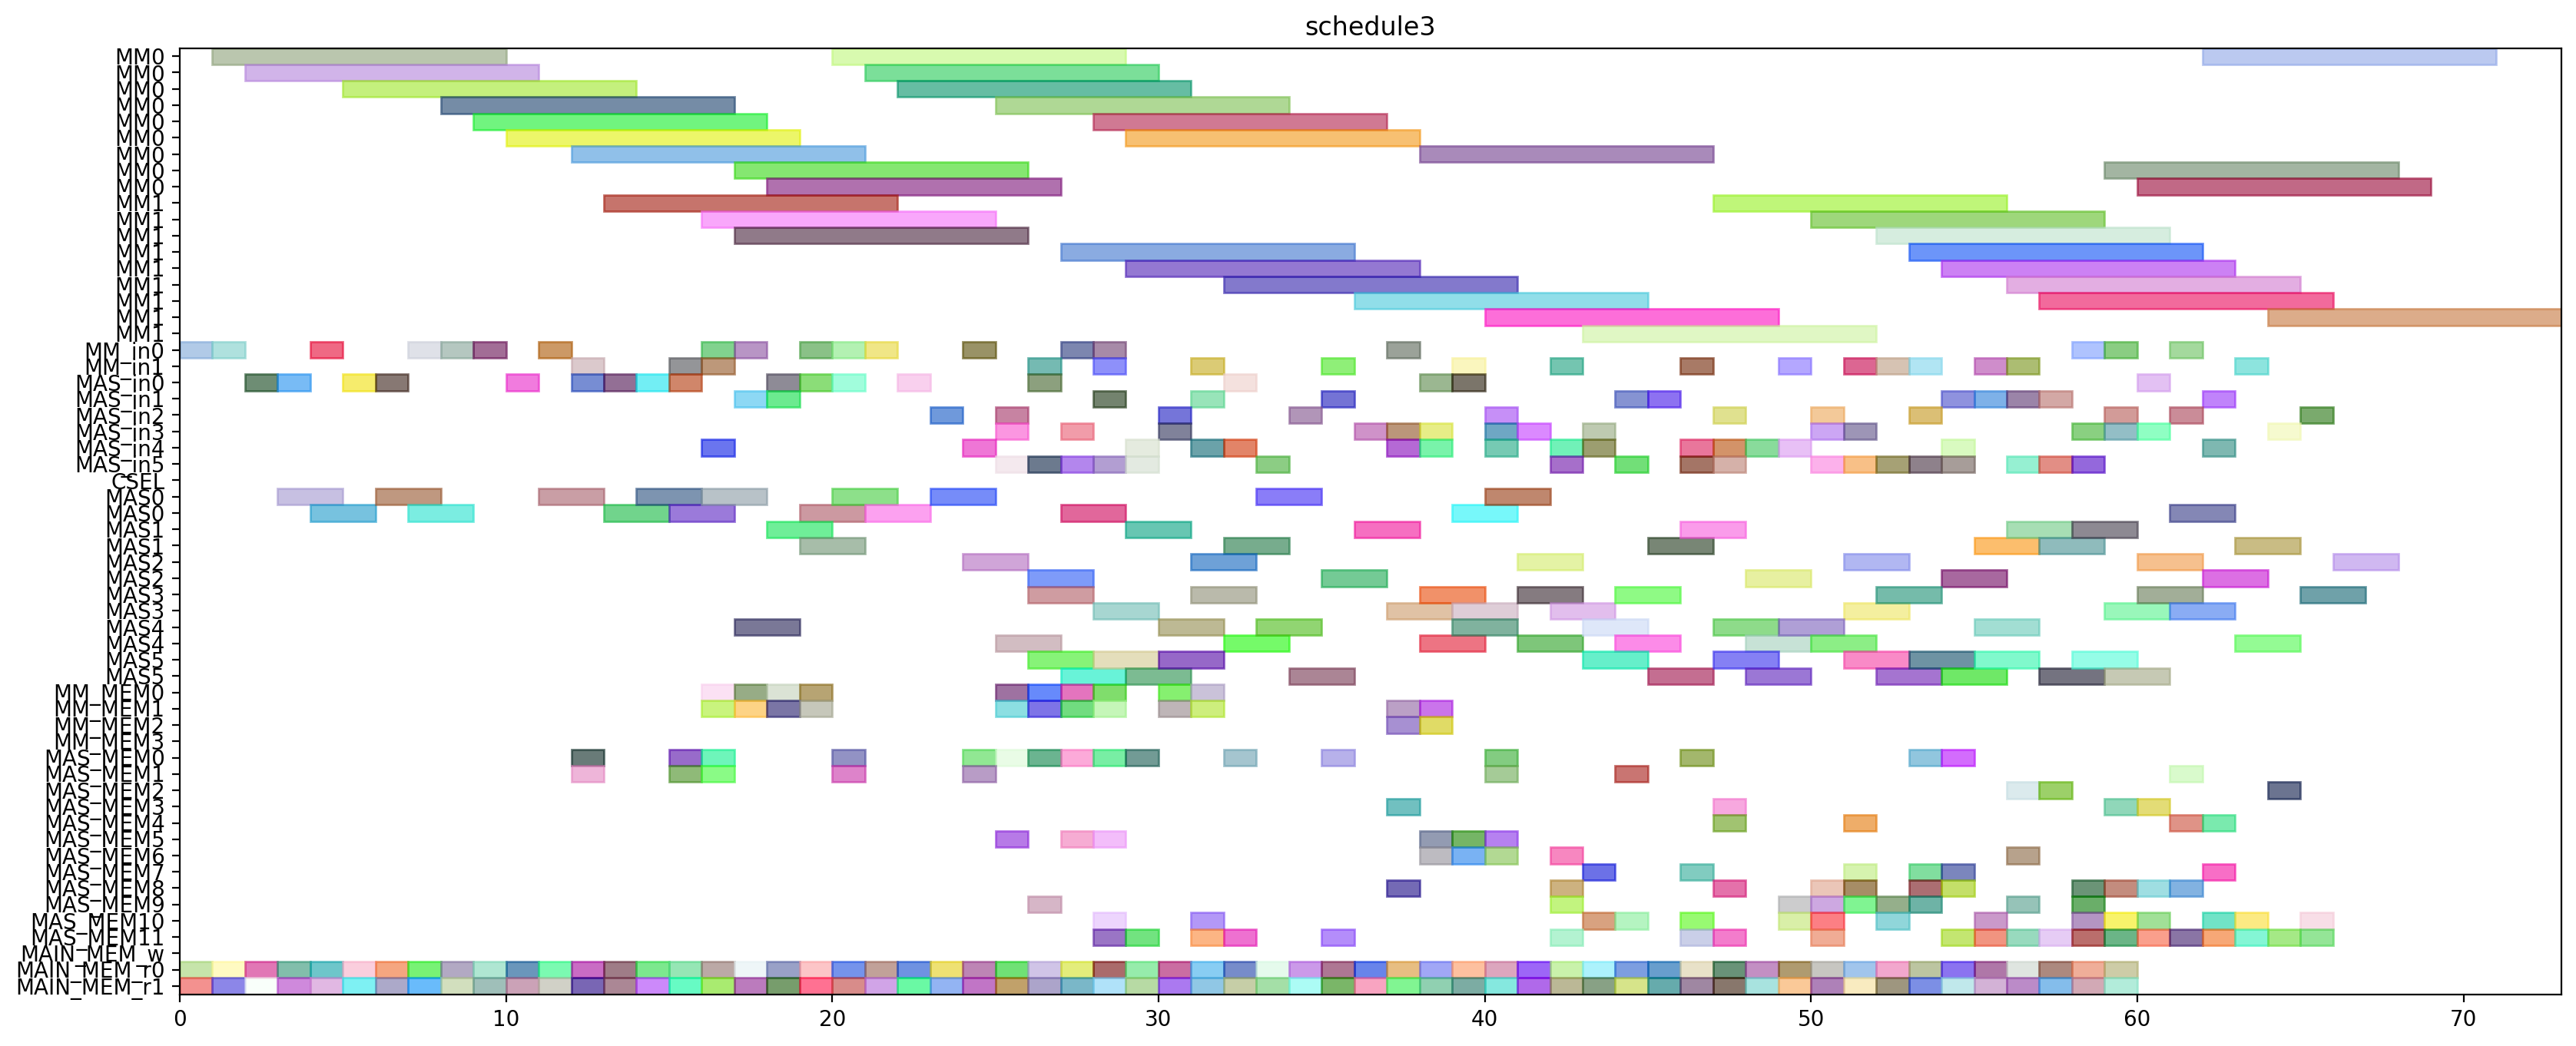 schedule3
MM0
MM0
MM0
MM0
MM0
MM0
MM0
MM0
MM0
MM1
MM1
MM1
MM1
MM1
MM1
MM1
MM1
MM1
MM_in0
MM_in1
MAS_in0
MAS_in1
MAS_in2
MAS_in3
MAS_in4
MAS_in5
CSEL
MAS0
MAS0
MAS1
MAS1
MAS2
MAS2
MAS3
MAS3
MAS4
MAS4
MAS5
MAS5
MM_MEM0
MM_MEM1
MM_MEM2
MM_MEM3
MAS_MEM0
MAS_MEM1
MAS_MEM2
MAS_MEM3
MAS_MEM4
MAS_MEM5
MAS_MEM6
MAS_MEM7
MAS_MEM8
MAS_MEM9
MAS_MEM10
MAS_MEM11
MAIN_MEM_w
MAIN_MEM_r0
MAIN_MEM_r1
0 10 20 30 40 50 60 70